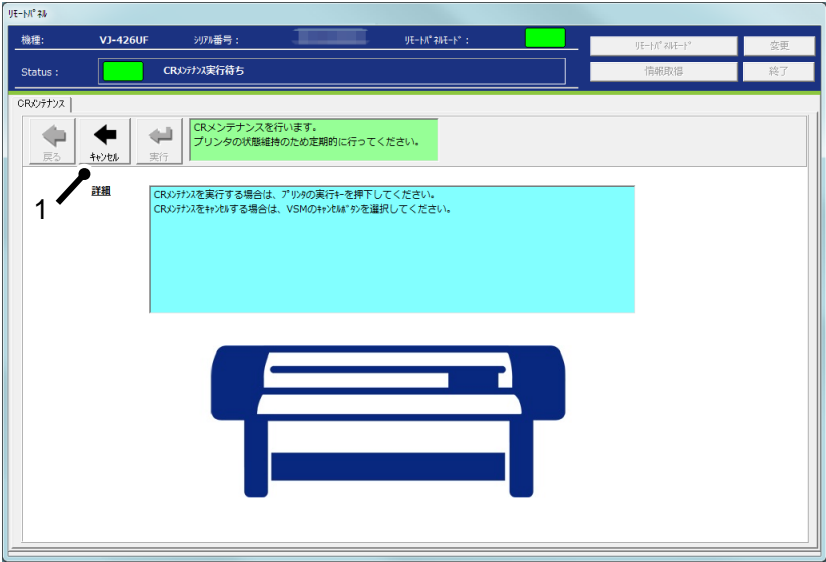 ﾘﾓｰﾄﾊﾟﾈﾙ
機種: VJ-426UF ｼﾘｱﾙ番号： ﾘﾓｰﾄﾊﾟﾈﾙﾓｰﾄﾞ：
ﾘﾓｰﾄﾊﾟﾈﾙﾓｰﾄﾞ 変更
Status： CRﾒﾝﾃﾅﾝｽ実行待ち
情報取得 終了
CRﾒﾝﾃﾅﾝｽ
戻る ｷｬﾝｾﾙ 実行
CRメンテナンスを行います。
プリンタの状態維持のため定期的に行ってください。
1
詳細
CRﾒﾝﾃﾅﾝｽを実行する場合は、ﾌﾟﾘﾝﾀの実行ｷｰを押下してください。
CRﾒﾝﾃﾅﾝｽをｷｬﾝｾﾙする場合は、VSMのｷｬﾝｾﾙﾎﾞﾀﾝを選択してください。